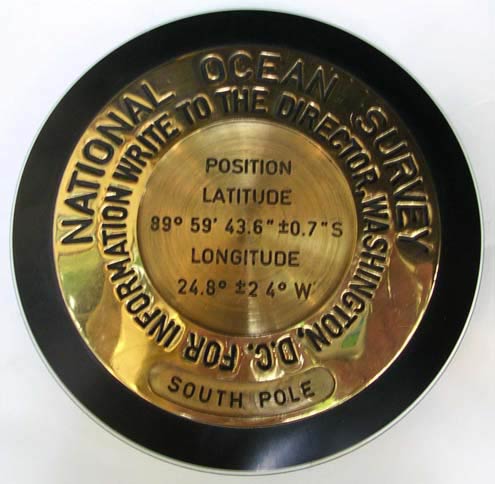 NATIONAL OCEAN SURVEY
FOR INFORMATION WRITE TO THE DIRECTOR, WASHINGTON, D.C.
POSITION
LATITUDE
89° 59' 43.6" ±0.7" S
LONGITUDE
24.8° ±2 4° W
SOUTH POLE